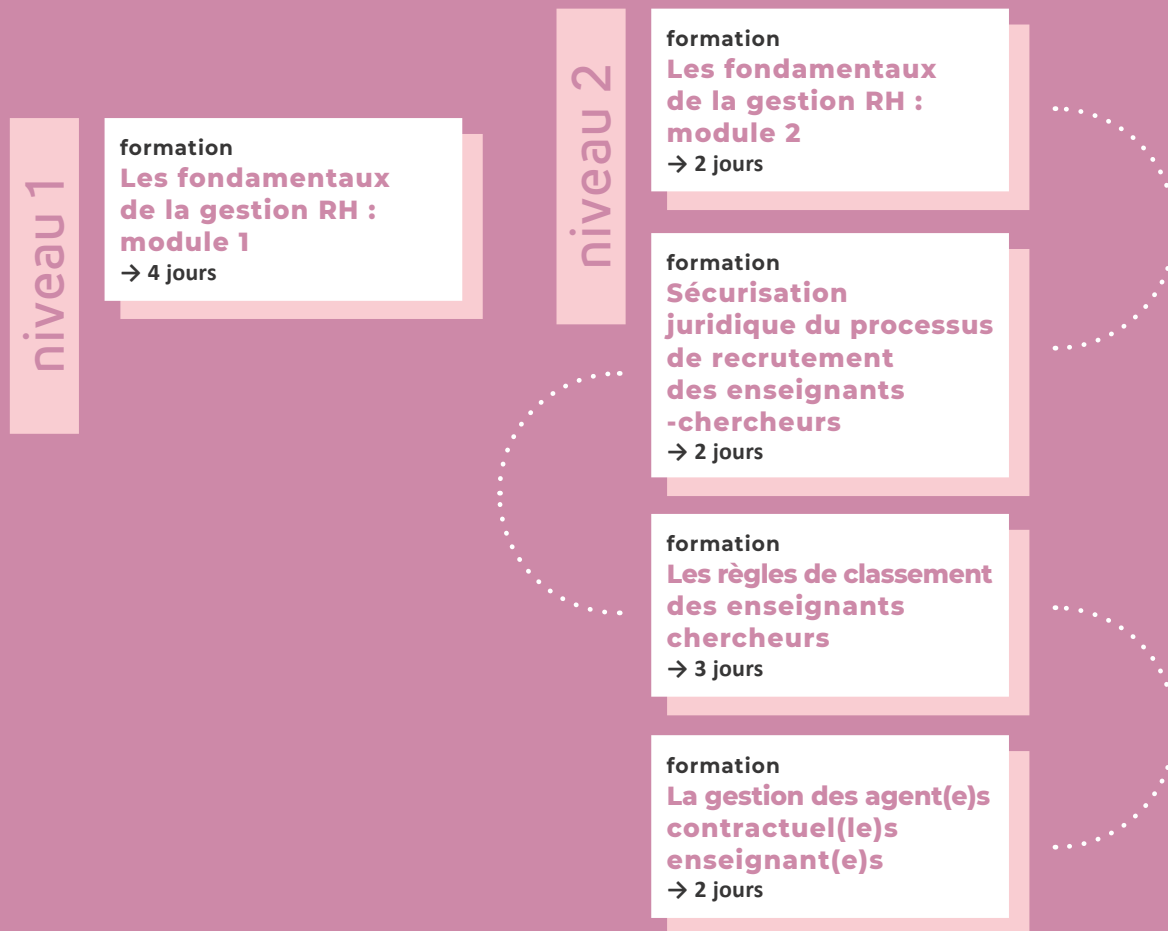 niveau 1
formation
Les fondamentaux
de la gestion RH :
module 1
→ 4 jours
niveau 2
formation
Les fondamentaux
de la gestion RH :
module 2
→ 2 jours
formation
Sécurisation
juridique du processus
de recrutement
des enseignants
-chercheurs
→ 2 jours
formation
Les règles de classement
des enseignants
chercheurs
→ 3 jours
formation
La gestion des agent(e)s
contractuel(le)s
enseignant(e)s
→ 2 jours